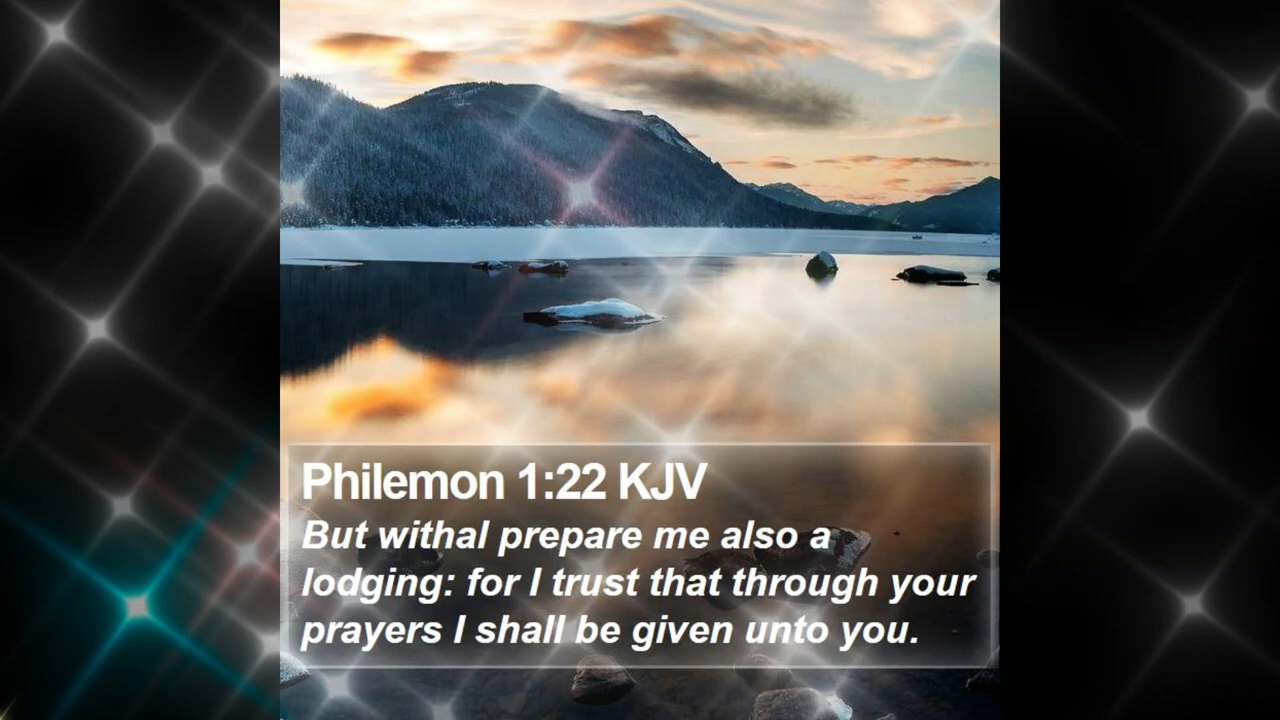 Philemon 1:22 KJV
But withal prepare me also a
lodging: for I trust that through your
prayers I shall be given unto you.